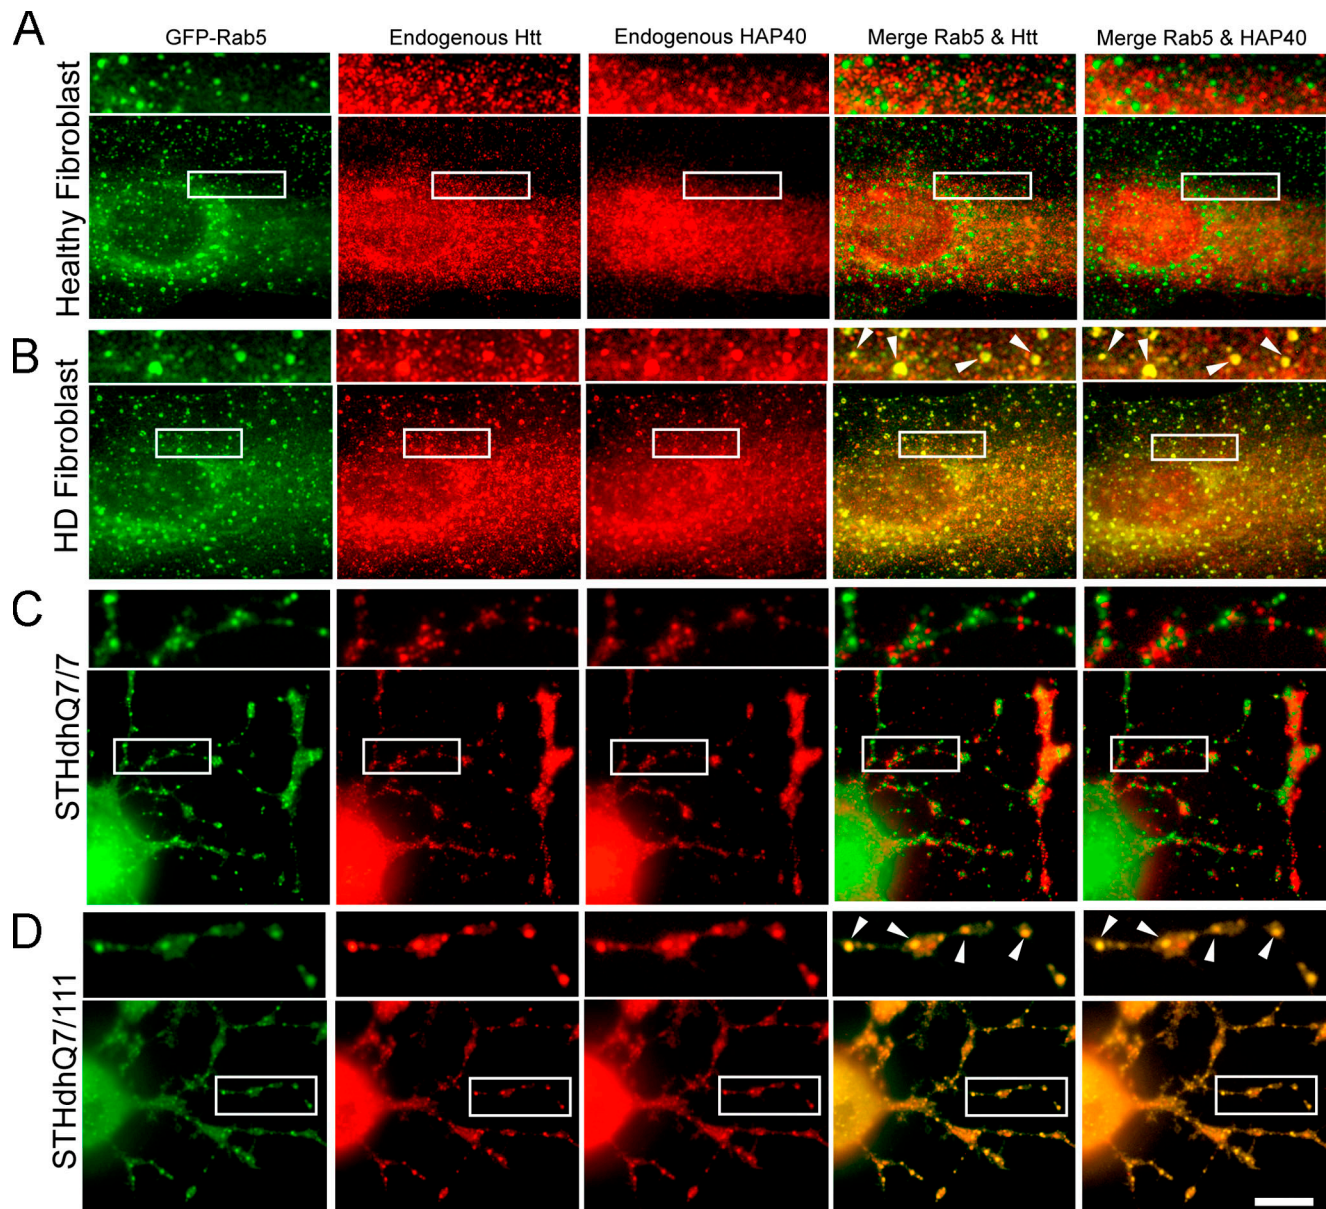 A
GFP-Rab5
Endogenous Htt
Endogenous HAP40
Merge Rab5 & Htt
Merge Rab5 & HAP40
Healthy Fibroblast
B
HD Fibroblast
C
STHdhQ7/7
D
STHdhQ7/111